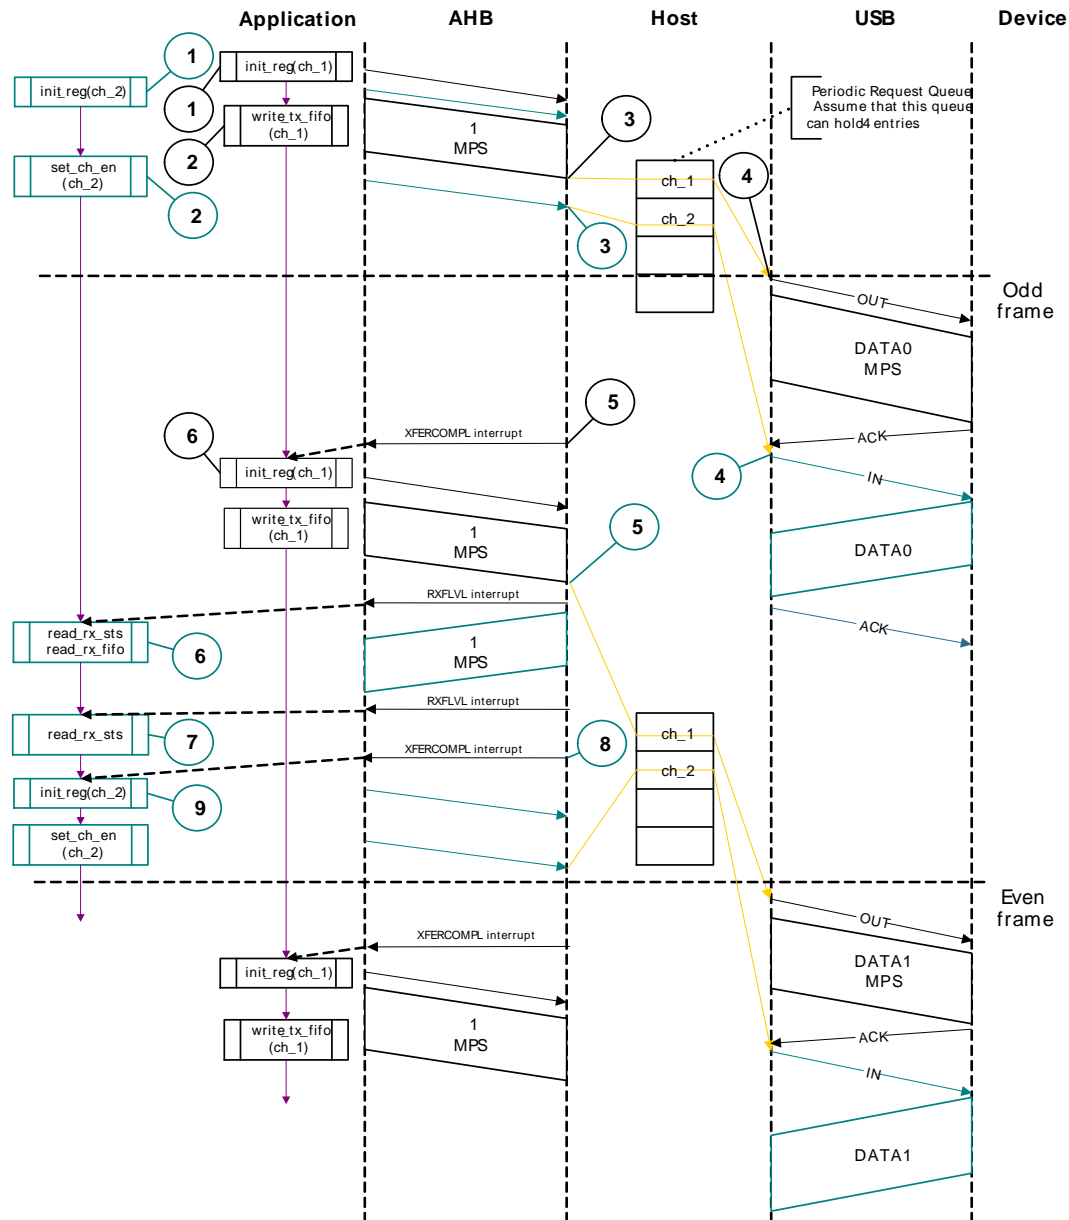 Application AHB Host USB Device
1
init_reg(ch_1)
init_reg(ch_2)
1
Periodic Request Queue
Assume that this queue
can hold4 entries
write_tx_fifo
(ch_1)
1
MPS
3
2
set_ch_en
(ch_2)
ch_1
4
2
ch_2
3
Odd
frame
OUT
DATA0
MPS
5
6
XFERCOMPL interrupt
ACK
init_reg(ch_1)
4
IN
write_tx_fifo
(ch_1)
1
MPS
5
DATA0
RXFLVL interrupt
read_rx_sts
read_rx_fifo
6
1
MPS
ACK
RXFLVL interrupt
read_rx_sts
7
ch_1
XFERCOMPL interrupt
8
ch_2
init_reg(ch_2)
9
set_ch_en
(ch_2)
Even
frame
OUT
XFERCOMPL interrupt
init_reg(ch_1)
DATA1
MPS
write_tx_fifo
(ch_1)
1
MPS
ACK
IN
DATA1